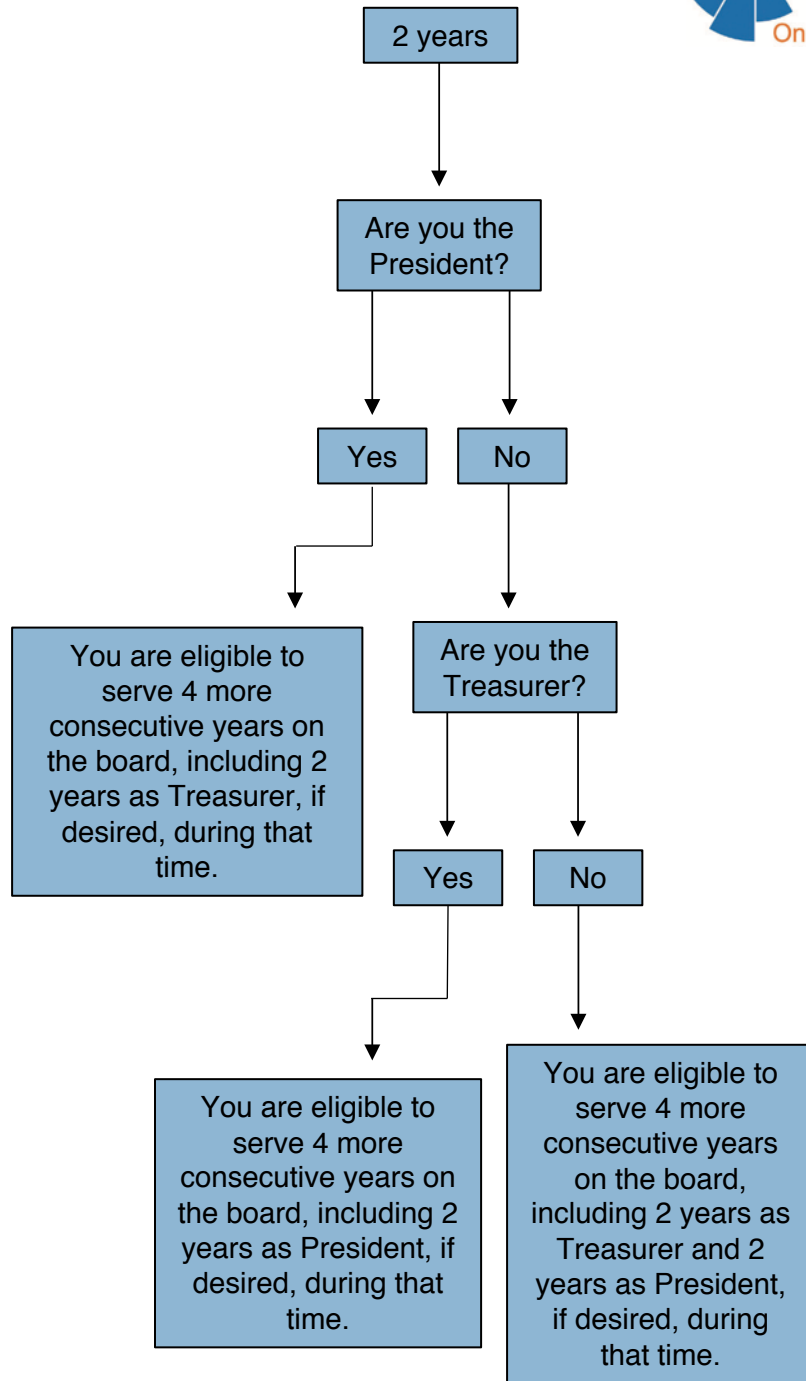 On
2 years
Are you the
President?
Yes
No
You are eligible to
serve 4 more
consecutive years on
the board, including 2
years as Treasurer, if
desired, during that
time.
Are you the
Treasurer?
Yes
No
You are eligible to
serve 4 more
consecutive years on
the board, including 2
years as President, if
desired, during that
time.
You are eligible to
serve 4 more
consecutive years
on the board,
including 2 years as
Treasurer and 2
years as President,
if desired, during
that time.